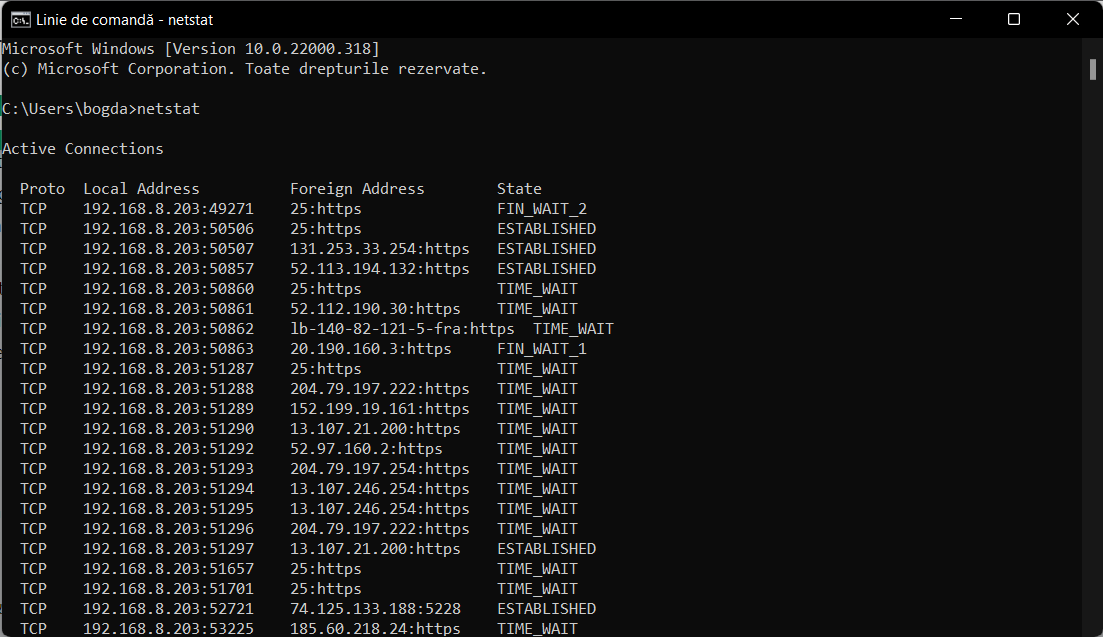 Linie de comandă - netstat
Microsoft Windows [Version 10.0.22000.318]
(c) Microsoft Corporation. Toate drepturile rezervate.
C:\Users\bogda>netstat
Active Connections
Proto  Local Address          Foreign Address        State
TCP    192.168.8.203:49271    25:https               FIN_WAIT_2
TCP    192.168.8.203:50506    25:https               ESTABLISHED
TCP    192.168.8.203:50507    131.253.33.254:https   ESTABLISHED
TCP    192.168.8.203:50857    52.113.194.132:https   ESTABLISHED
TCP    192.168.8.203:50860    25:https               TIME_WAIT
TCP    192.168.8.203:50861    52.112.190.30:https    TIME_WAIT
TCP    192.168.8.203:50862    lb-140-82-121-5-fra:https  TIME_WAIT
TCP    192.168.8.203:50863    20.190.160.3:https     FIN_WAIT_1
TCP    192.168.8.203:51287    25:https               TIME_WAIT
TCP    192.168.8.203:51288    204.79.197.222:https   TIME_WAIT
TCP    192.168.8.203:51289    152.199.19.161:https   TIME_WAIT
TCP    192.168.8.203:51290    13.107.21.200:https    TIME_WAIT
TCP    192.168.8.203:51292    52.97.160.2:https      TIME_WAIT
TCP    192.168.8.203:51293    204.79.197.254:https   TIME_WAIT
TCP    192.168.8.203:51294    13.107.246.254:https   TIME_WAIT
TCP    192.168.8.203:51295    13.107.246.254:https   TIME_WAIT
TCP    192.168.8.203:51296    204.79.197.222:https   TIME_WAIT
TCP    192.168.8.203:51297    13.107.21.200:https    ESTABLISHED
TCP    192.168.8.203:51657    25:https               TIME_WAIT
TCP    192.168.8.203:51701    25:https               TIME_WAIT
TCP    192.168.8.203:52721    74.125.133.188:5228    ESTABLISHED
TCP    192.168.8.203:53225    185.60.218.24:https    TIME_WAIT